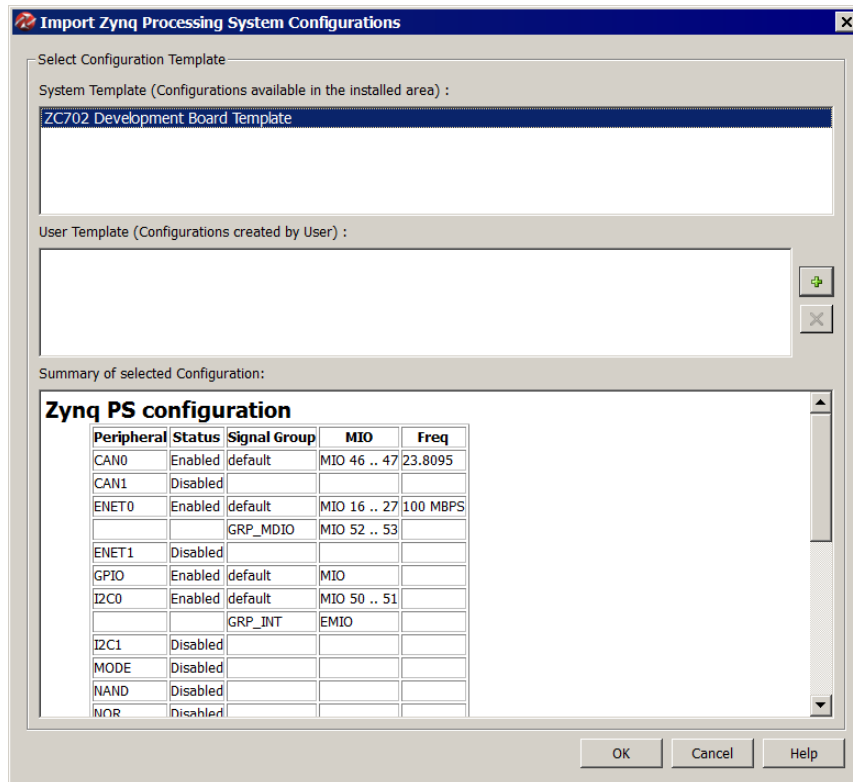 Import Zynq Processing System Configurations
Select Configuration Template
System Template (Configurations available in the installed area) :
ZC702 Development Board Template
User Template (Configurations created by User) :
Summary of selected Configuration:
Zynq PS configuration
Peripheral Status Signal Group MIO Freq
CAN0 Enabled default MIO 46 .. 47 23.8095
CAN1 Disabled
ENET0 Enabled default MIO 16 .. 27 100 MBPS
GRP_MDIO MIO 52 .. 53
ENET1 Disabled
GPIO Enabled default MIO
I2C0 Enabled default MIO 50 .. 51
GRP_INT EMIO
I2C1 Disabled
MODE Disabled
NAND Disabled
NOR Disabled
OK Cancel Help